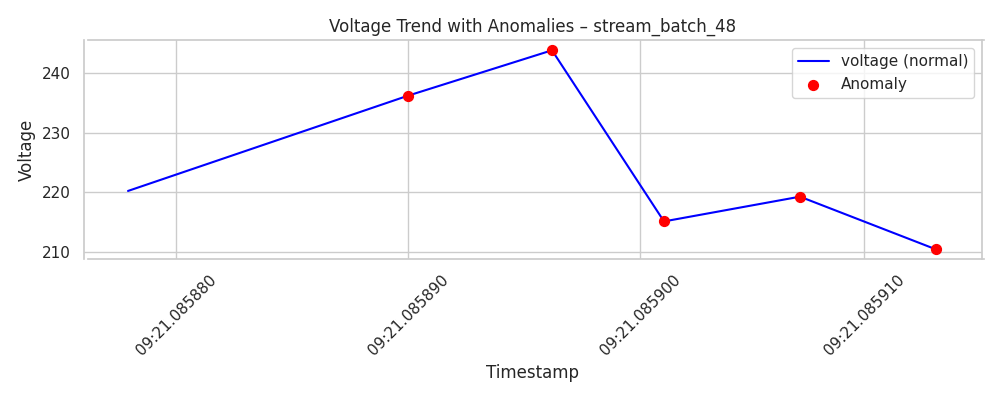 Voltage Trend with Anomalies – stream_batch_48
voltage (normal)
Anomaly
Voltage
240
230
220
210
09:21.085880
09:21.085890
09:21.085900
09:21.085910
Timestamp